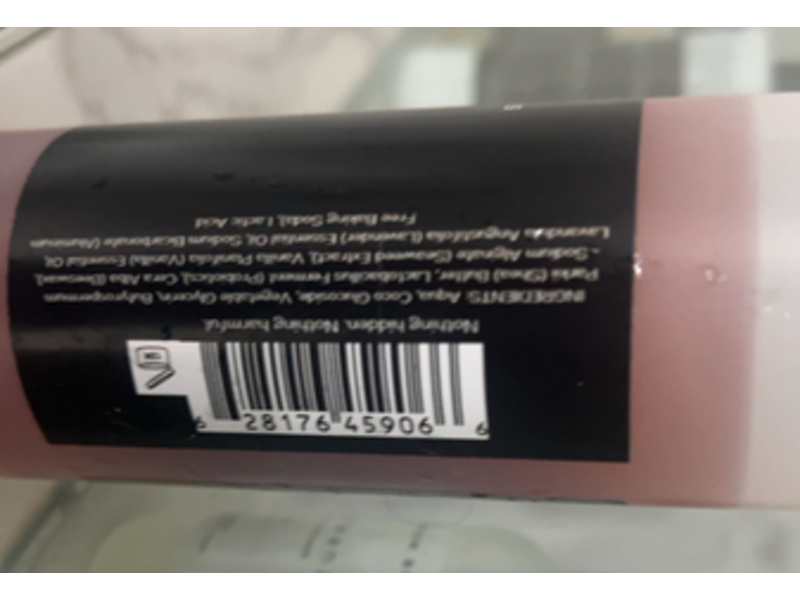 6 28176 45906 6
Nothing hidden. Nothing harmful.
INGREDIENTS: Aqua, Coco Glucoside, Vegetable Glycerin, Butyrospermum
Parkii (Shea) Butter, Lactobacillus Ferment (Probiotics), Cera Alba (Beeswax),
- Sodium Alginate (Seaweed Extract), Vanilla Planifolia (Vanilla) Essential Oil,
Lavandula Angustifolia (Lavender) Essential Oil, Sodium Bicarbonate (Aluminum
Free Baking Soda), Lactic Acid